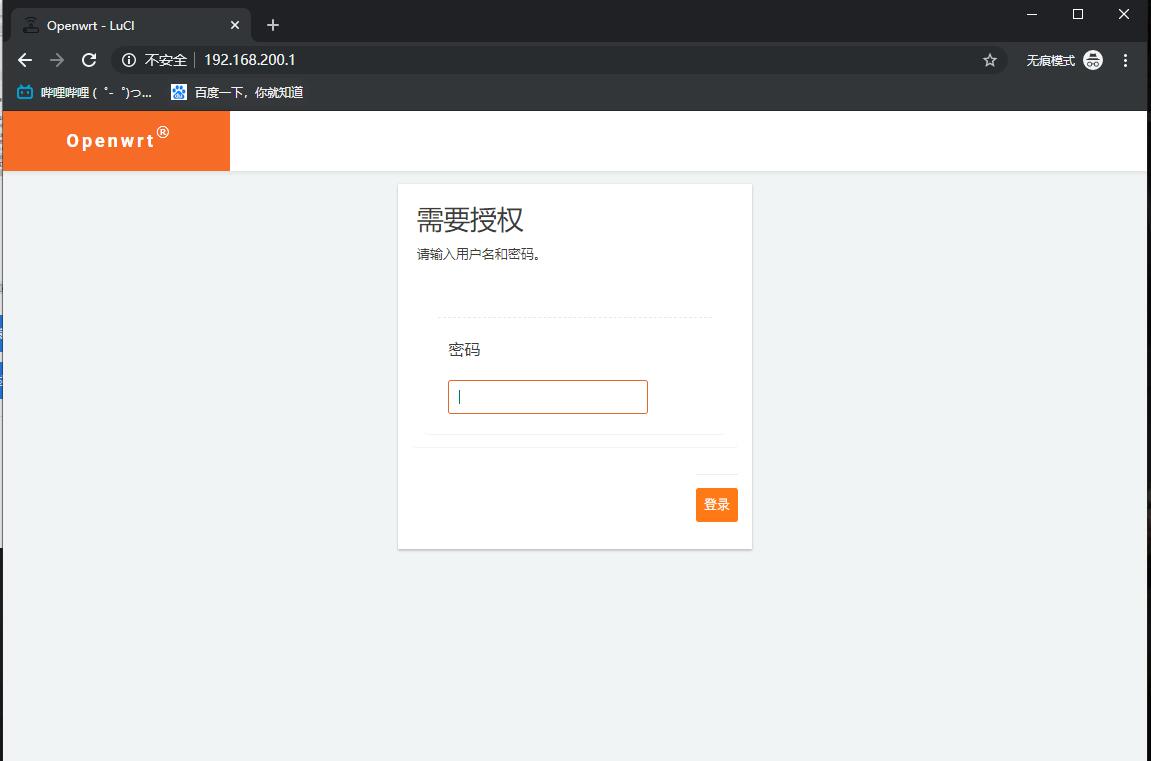 Openwrt - LuCI
不安全 192.168.200.1
无痕模式
哔哩哔哩 ( ゜- ゜)つ...
百度一下，你就知道
Openwrt®
需要授权
请输入用户名和密码。
密码
登录